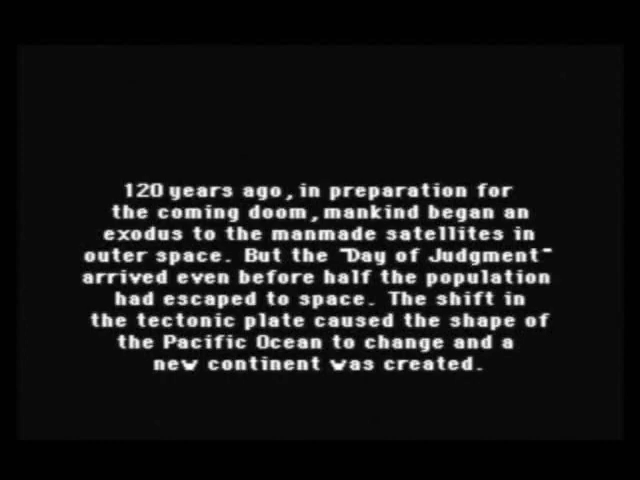 120 years ago, in preparation for
the coming doom, mankind began an
exodus to the manmade satellites in
outer space. But the "Day of Judgment"
arrived even before half the population
had escaped to space. The shift in
the tectonic plate caused the shape of
the Pacific Ocean to change and a
new continent was created.